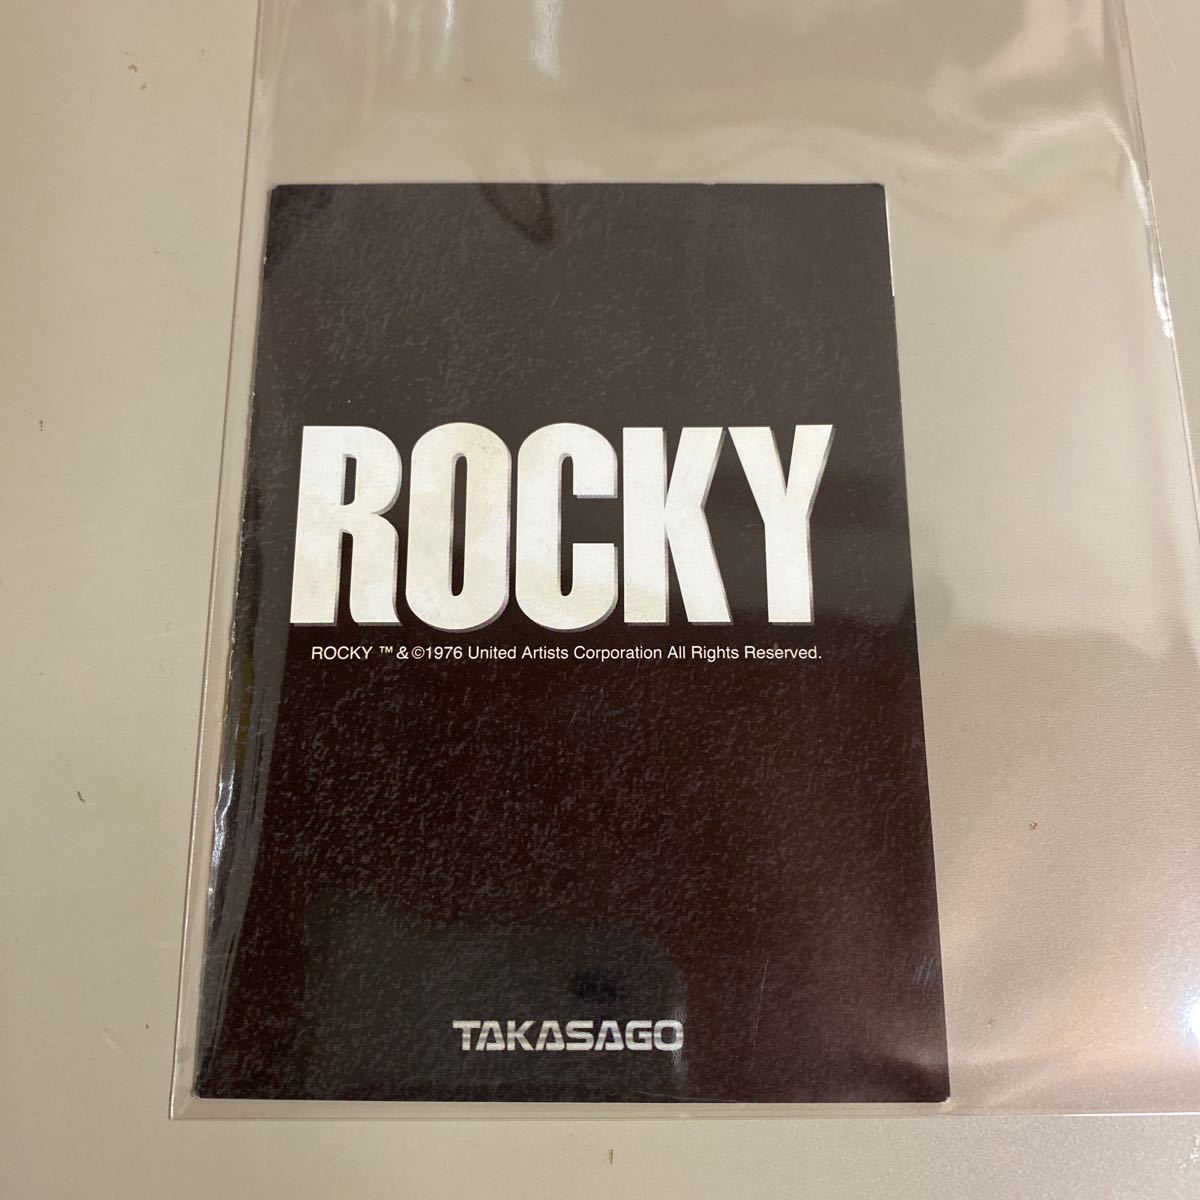 ROCKY
ROCKY ™ & ©1976 United Artists Corporation All Rights Reserved.
TAKASAGO